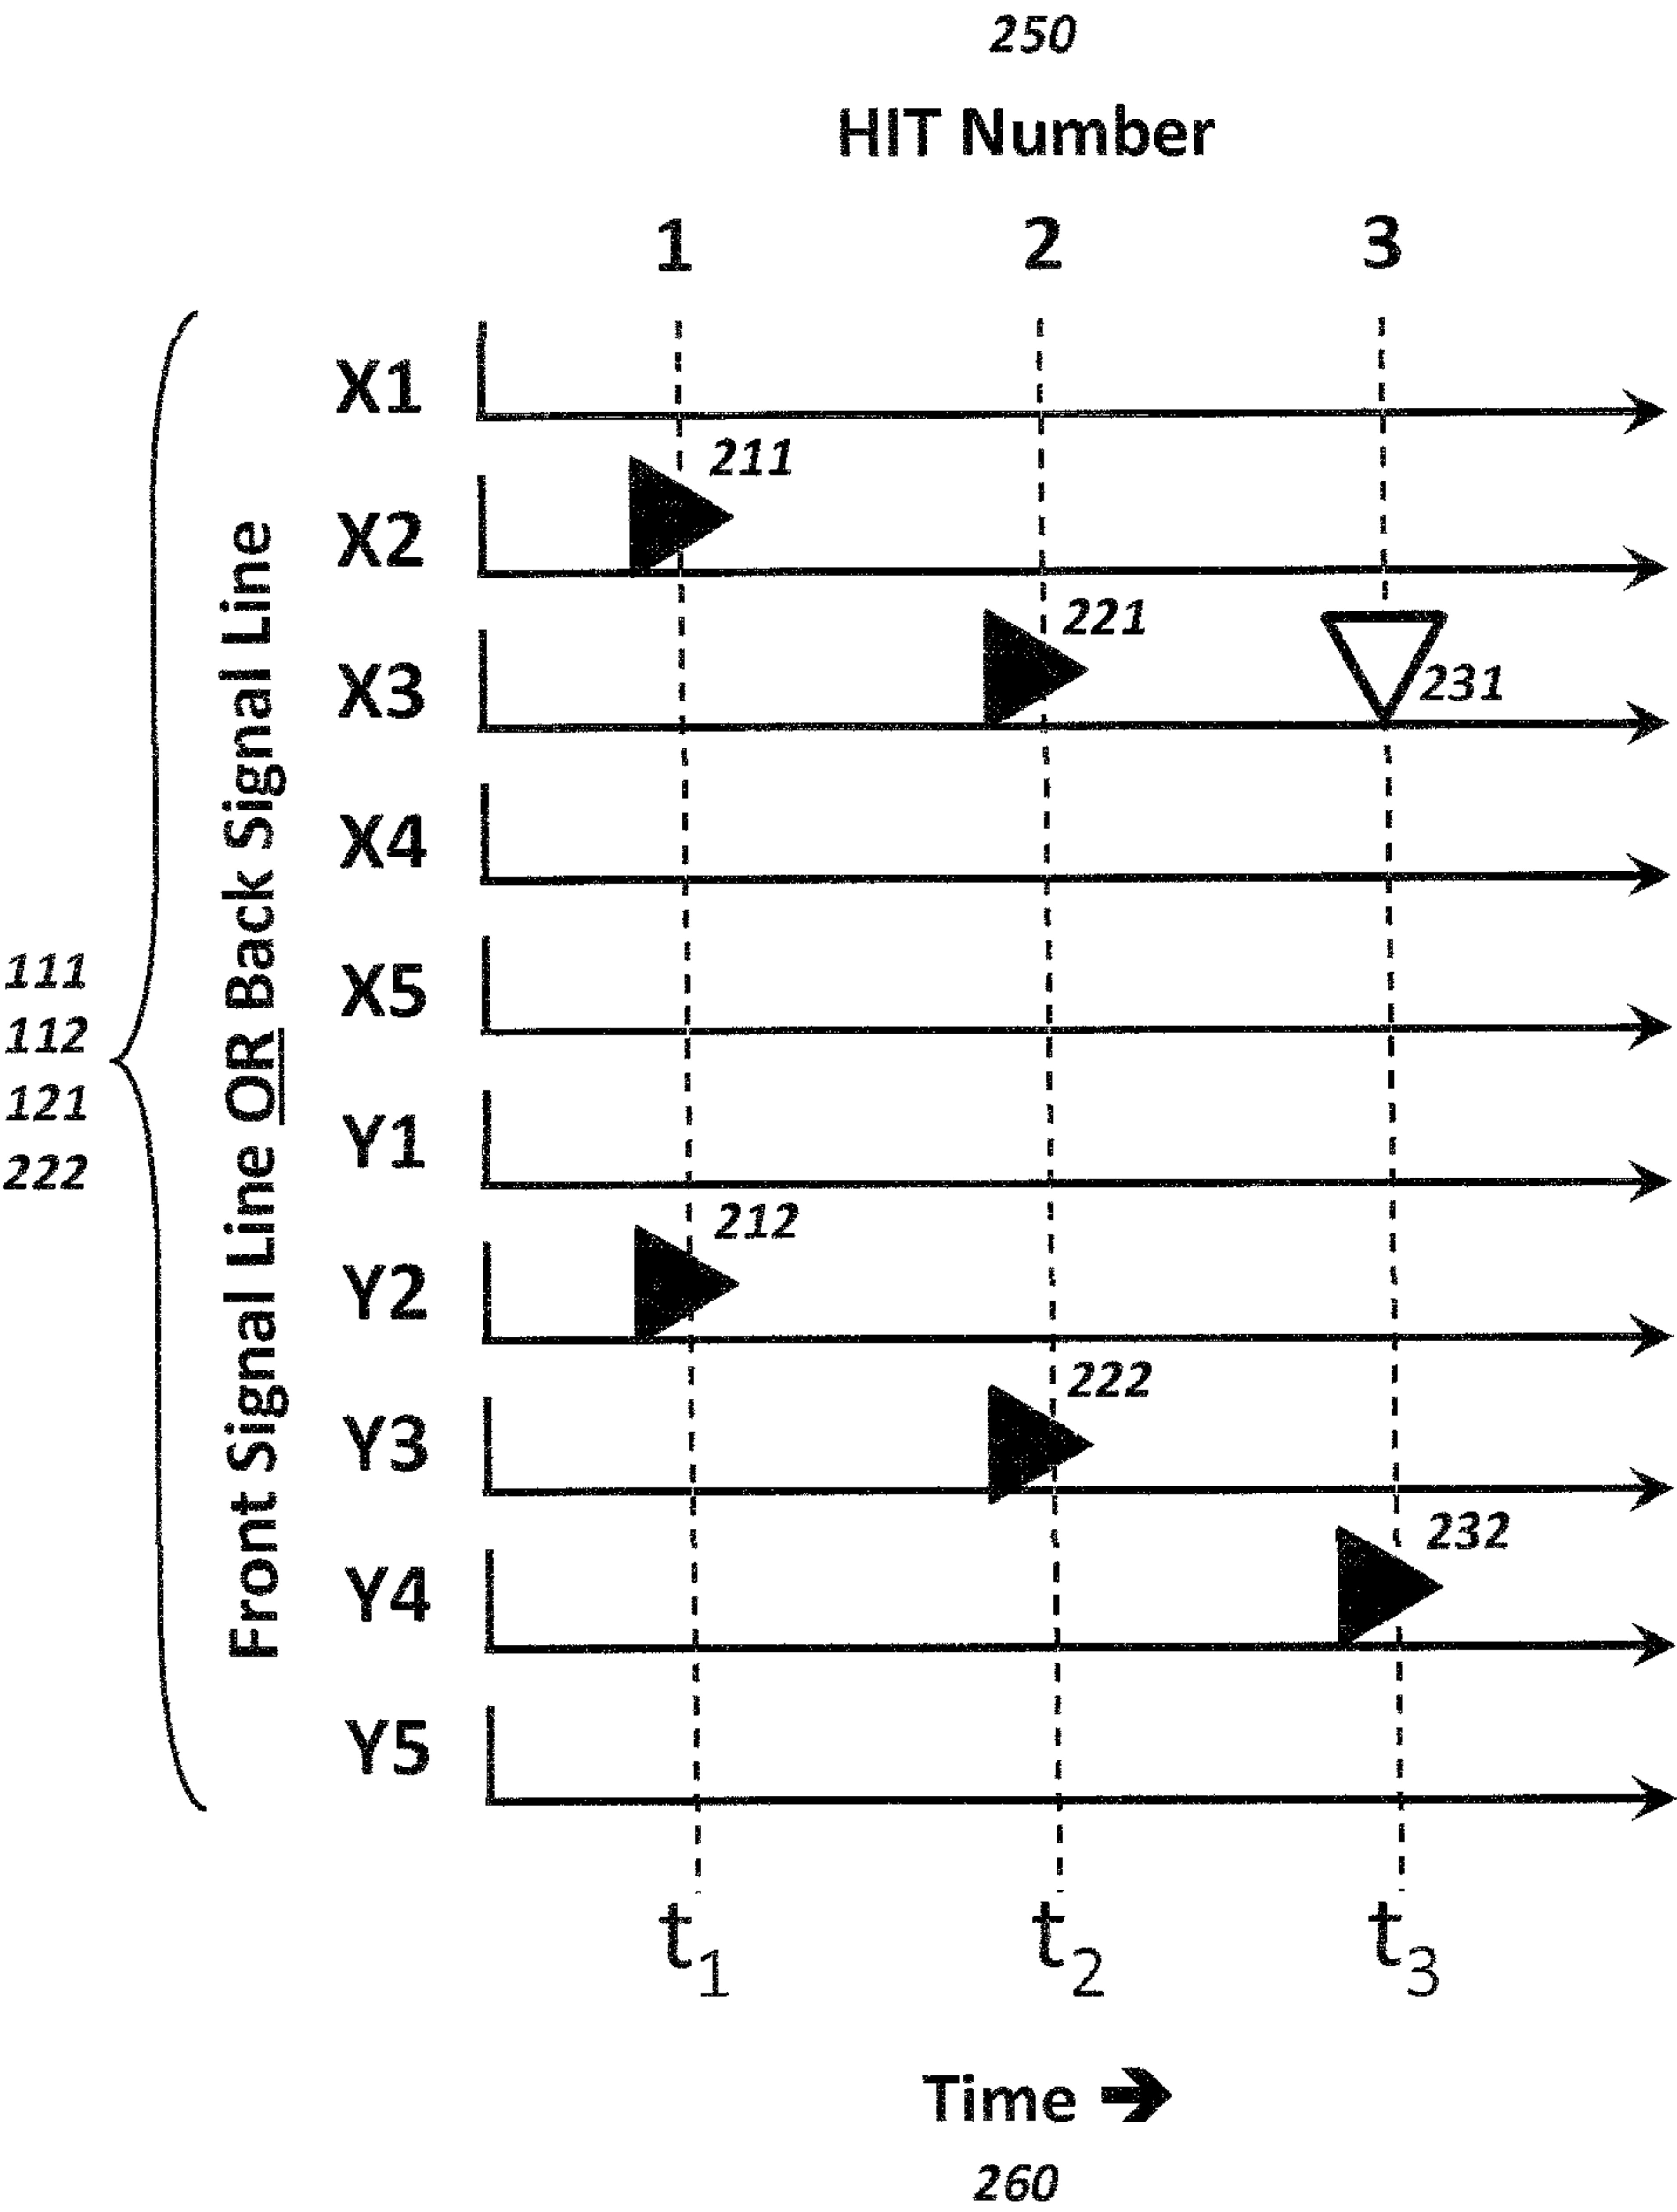 250
HIT Number
1 2 3
X1
211
X2
221
X3
231
X4
X5
111
112
121
222
Front Signal Line OR Back Signal Line
Y1
212
Y2
222
Y3
232
Y4
Y5
t1 t2 t3
Time ➔
260